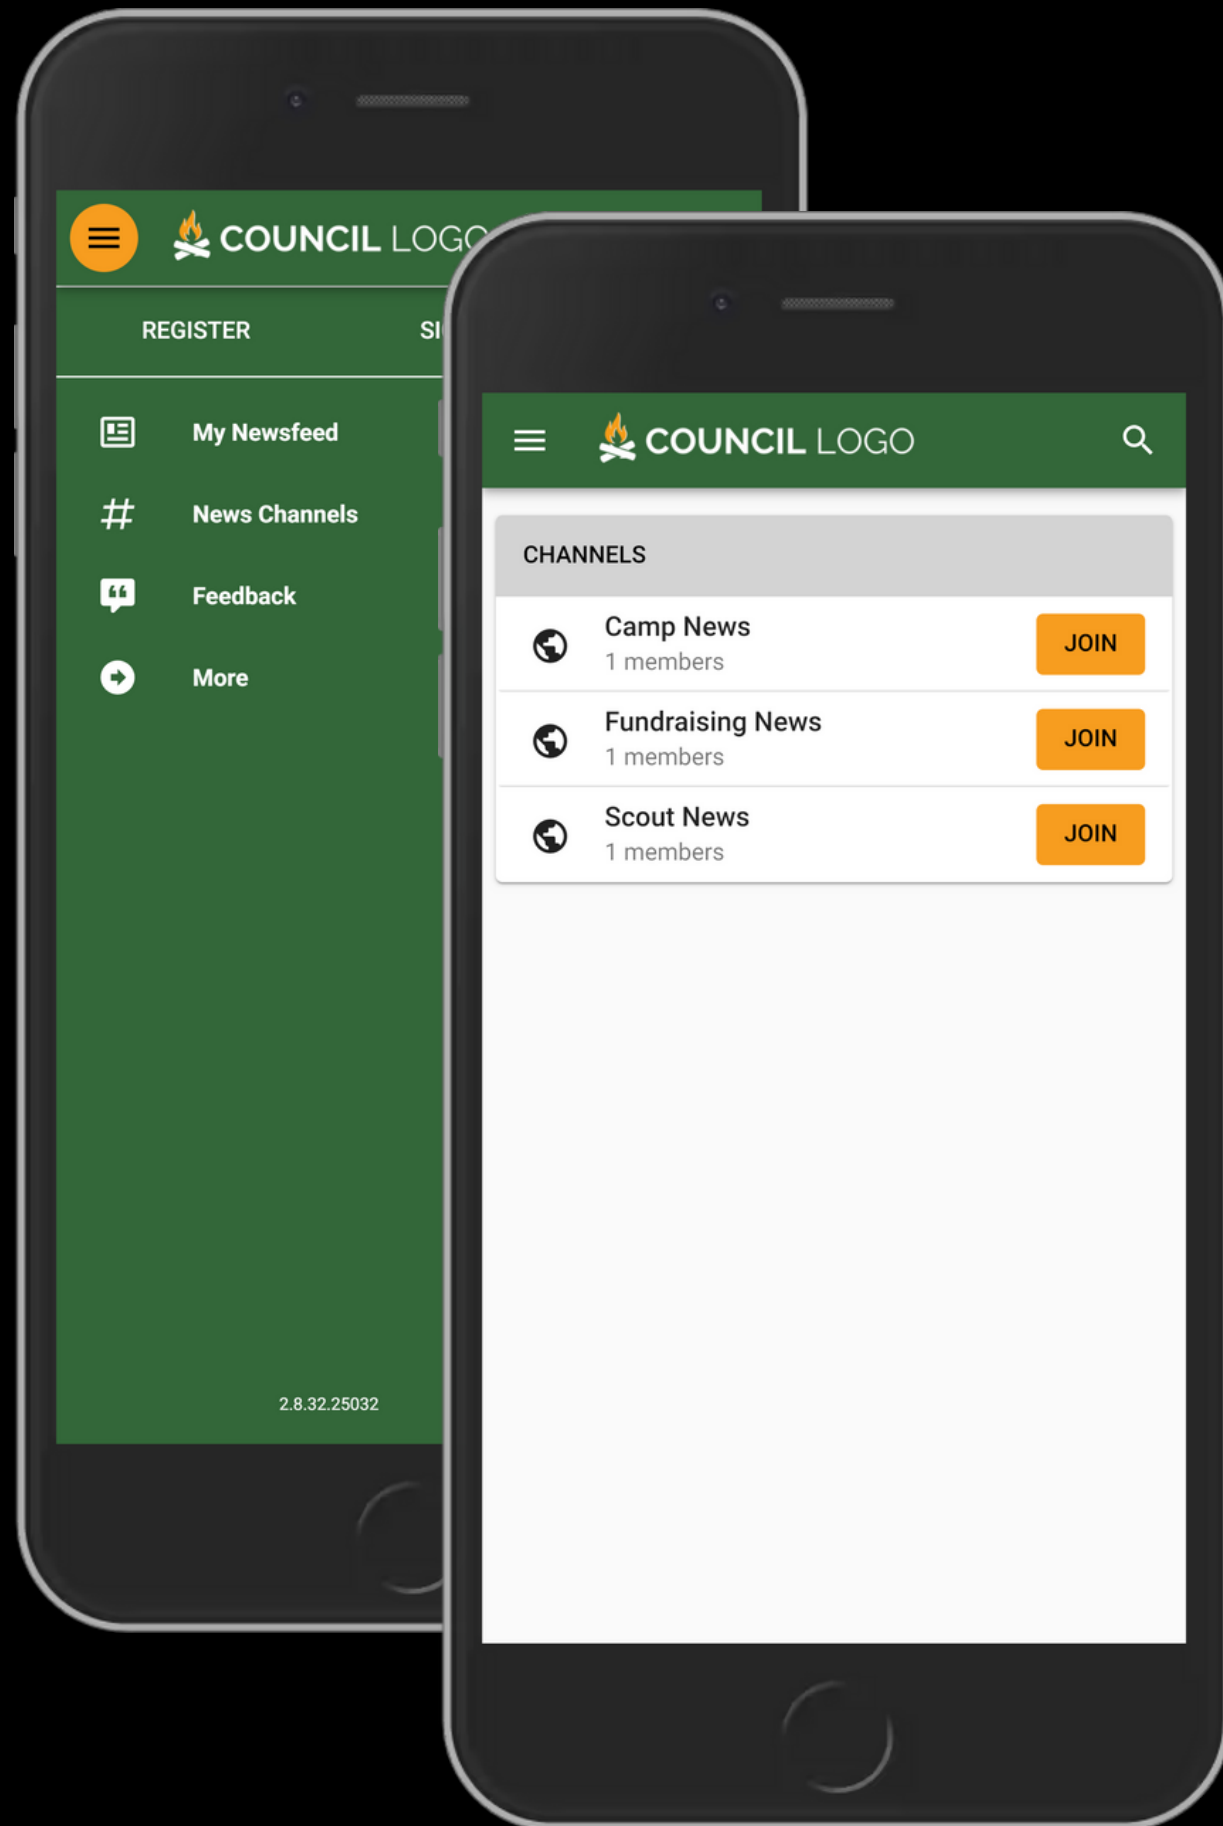 COUNCIL LOGO
REGISTER
My Newsfeed
News Channels
Feedback
More
2.8.32.25032
COUNCIL LOGO
CHANNELS
Camp News
1 members
JOIN
Fundraising News
1 members
JOIN
Scout News
1 members
JOIN